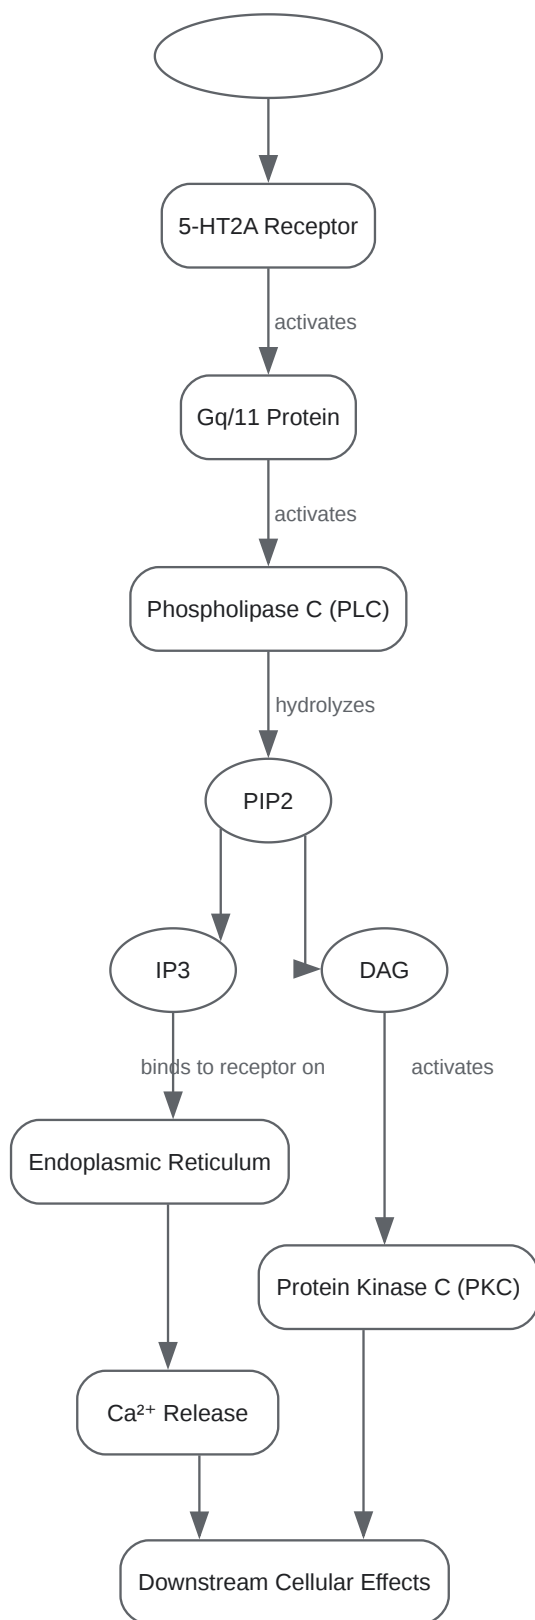 5-HT2A Receptor
activates
Gq/11 Protein
activates
Phospholipase C (PLC)
hydrolyzes
PIP2
IP3
DAG
binds to receptor on
activates
Endoplasmic Reticulum
Protein Kinase C (PKC)
Ca²⁺ Release
Downstream Cellular Effects